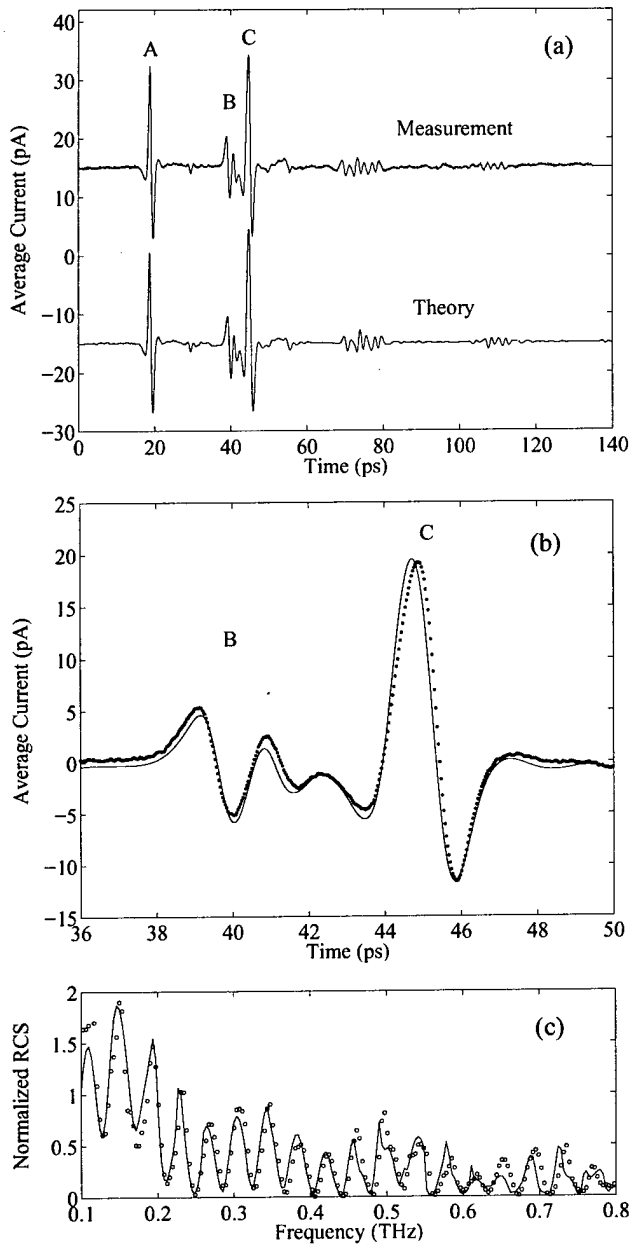 (a)
A
B
C
Measurement
Theory
Average Current (pA)
40
30
20
10
0
−10
−20
−30
0 20 40 60 80 100 120 140
Time (ps)
(b)
B
C
Average Current (pA)
25
20
15
10
5
0
−5
−10
−15
36 38 40 42 44 46 48 50
Time (ps)
(c)
Normalized RCS
2
1.5
1
0.5
0
0.1 0.2 0.3 0.4 0.5 0.6 0.7 0.8
Frequency (THz)